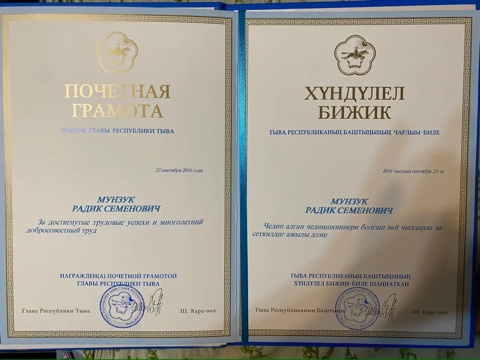 ПОЧЕТНАЯ
ГРАМОТА
УКАЗОМ ГЛАВЫ РЕСПУБЛИКИ ТЫВА
23 сентября 2016 года
МУНЗУК
РАДИК СЕМЕНОВИЧ
За достигнутые трудовые успехи и многолетний
добросовестный труд
НАГРАЖДЕН(А) ПОЧЕТНОЙ ГРАМОТОЙ
ГЛАВЫ РЕСПУБЛИКИ ТЫВА
Глава Республики Тыва
Ш. Кара-оол
ХҮНДҮЛЕЛ
БИЖИК
ТЫВА РЕСПУБЛИКАНЫҢ БАШТЫҢЫНЫҢ ЧАРЛЫЫ-БИЛЕ
2016 чылдың сентябрь 23-те
МУНЗУК
РАДИК СЕМЕНОВИЧ
Чедип алган чедиишкиннери болгаш хөй чылдарда ак
сеткилдиг ажылы дээш
ТЫВА РЕСПУБЛИКАНЫҢ БАШТЫҢЫНЫҢ
ХҮНДҮЛЕЛ БИЖИИ-БИЛЕ ШАҢНАТКАН
Тыва Республиканың Баштыңы
Ш. Кара-оол